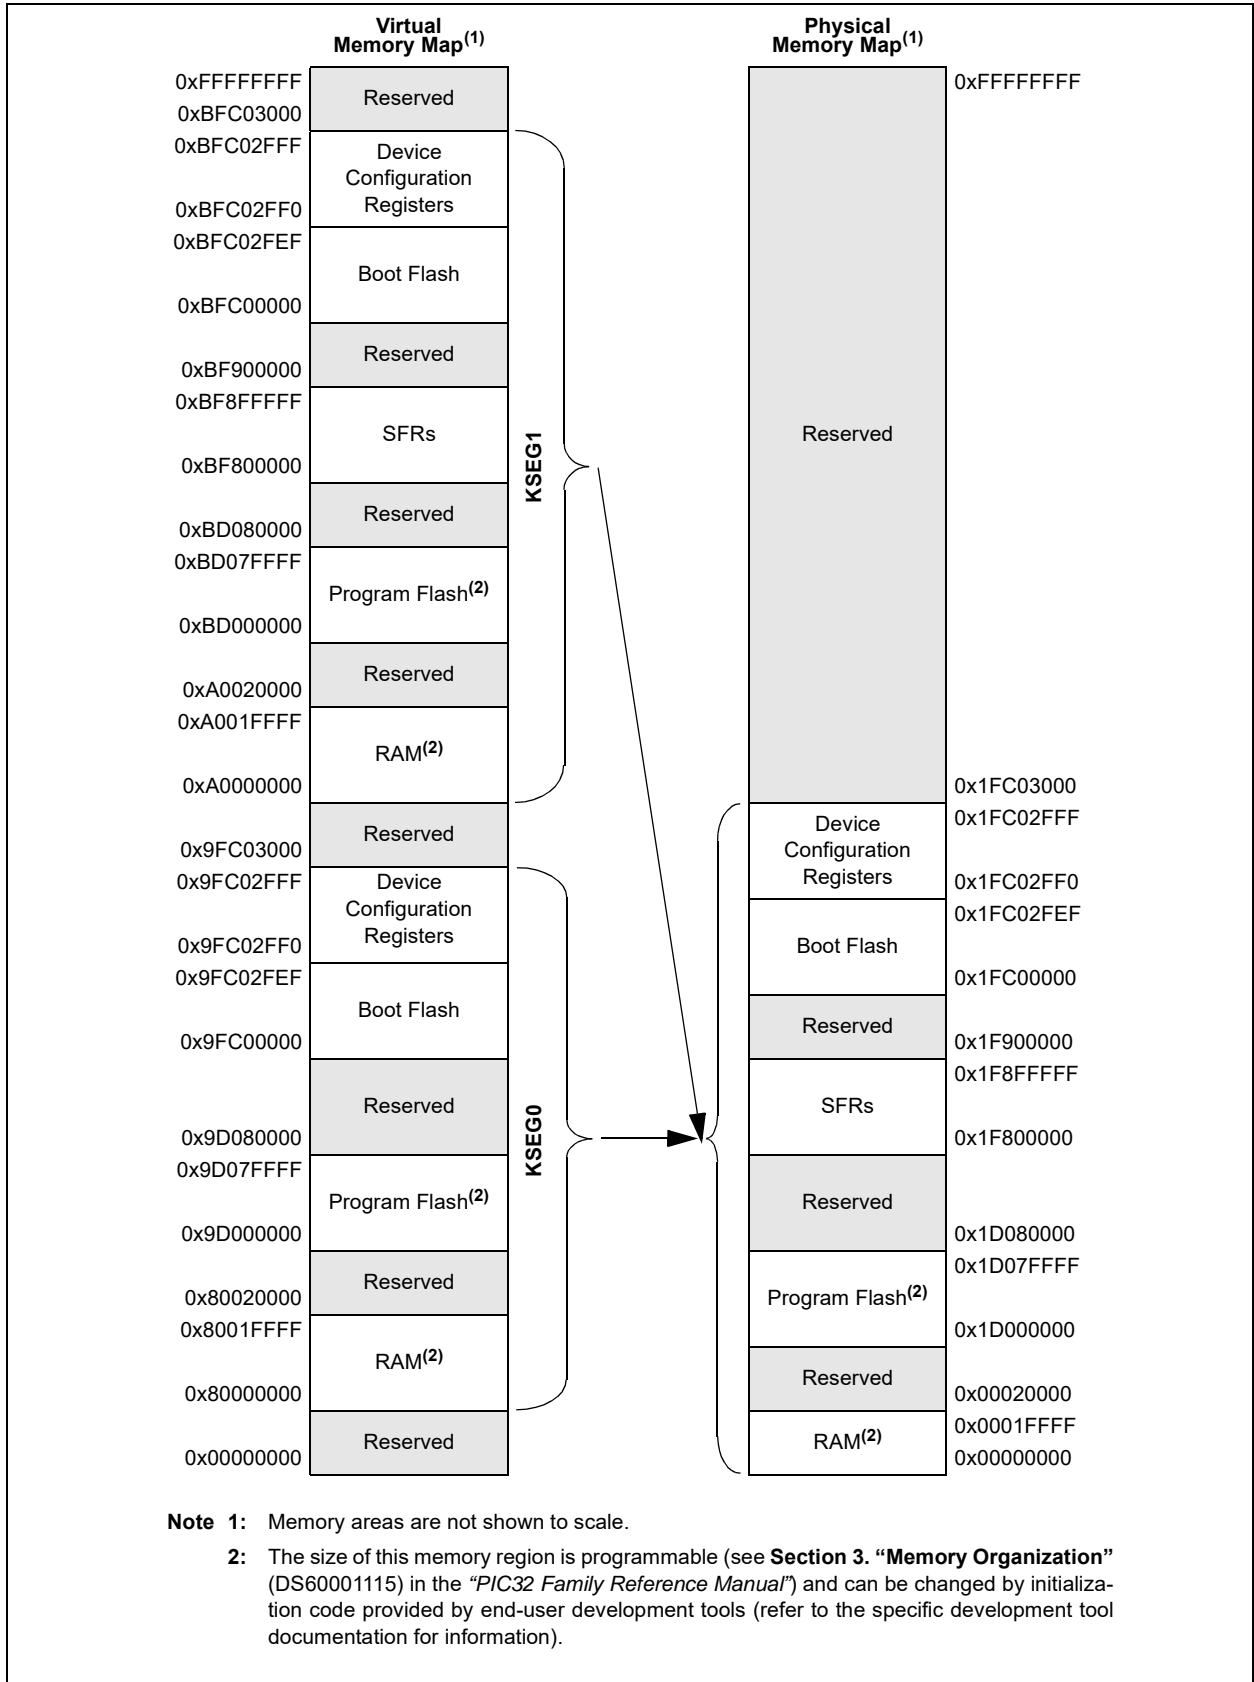 Virtual
Memory Map(1)
Physical
Memory Map(1)
0xFFFFFFFF
Reserved
0xBFC03000
0xBFC02FFF
Device
Configuration
Registers
0xBFC02FF0
0xBFC02FEF
Boot Flash
0xBFC00000
Reserved
0xBF900000
0xBF8FFFFF
SFRs
0xBF800000
Reserved
0xBD080000
0xBD07FFFF
Program Flash(2)
0xBD000000
Reserved
0xA0020000
0xA001FFFF
RAM(2)
0xA0000000
Reserved
0x9FC03000
0x9FC02FFF
Device
Configuration
Registers
0x9FC02FF0
0x9FC02FEF
Boot Flash
0x9FC00000
Reserved
0x9D080000
0x9D07FFFF
Program Flash(2)
0x9D000000
Reserved
0x80020000
0x8001FFFF
RAM(2)
0x80000000
Reserved
0x00000000
KSEG1
KSEG0
0xFFFFFFFF
Reserved
0x1FC03000
0x1FC02FFF
Device
Configuration
Registers
0x1FC02FF0
0x1FC02FEF
Boot Flash
0x1FC00000
Reserved
0x1F900000
0x1F8FFFFF
SFRs
0x1F800000
Reserved
0x1D080000
0x1D07FFFF
Program Flash(2)
0x1D000000
Reserved
0x00020000
0x0001FFFF
RAM(2)
0x00000000
Note 1: Memory areas are not shown to scale.
2: The size of this memory region is programmable (see Section 3. “Memory Organization”
(DS60001115) in the “PIC32 Family Reference Manual”) and can be changed by initializa-
tion code provided by end-user development tools (refer to the specific development tool
documentation for information).